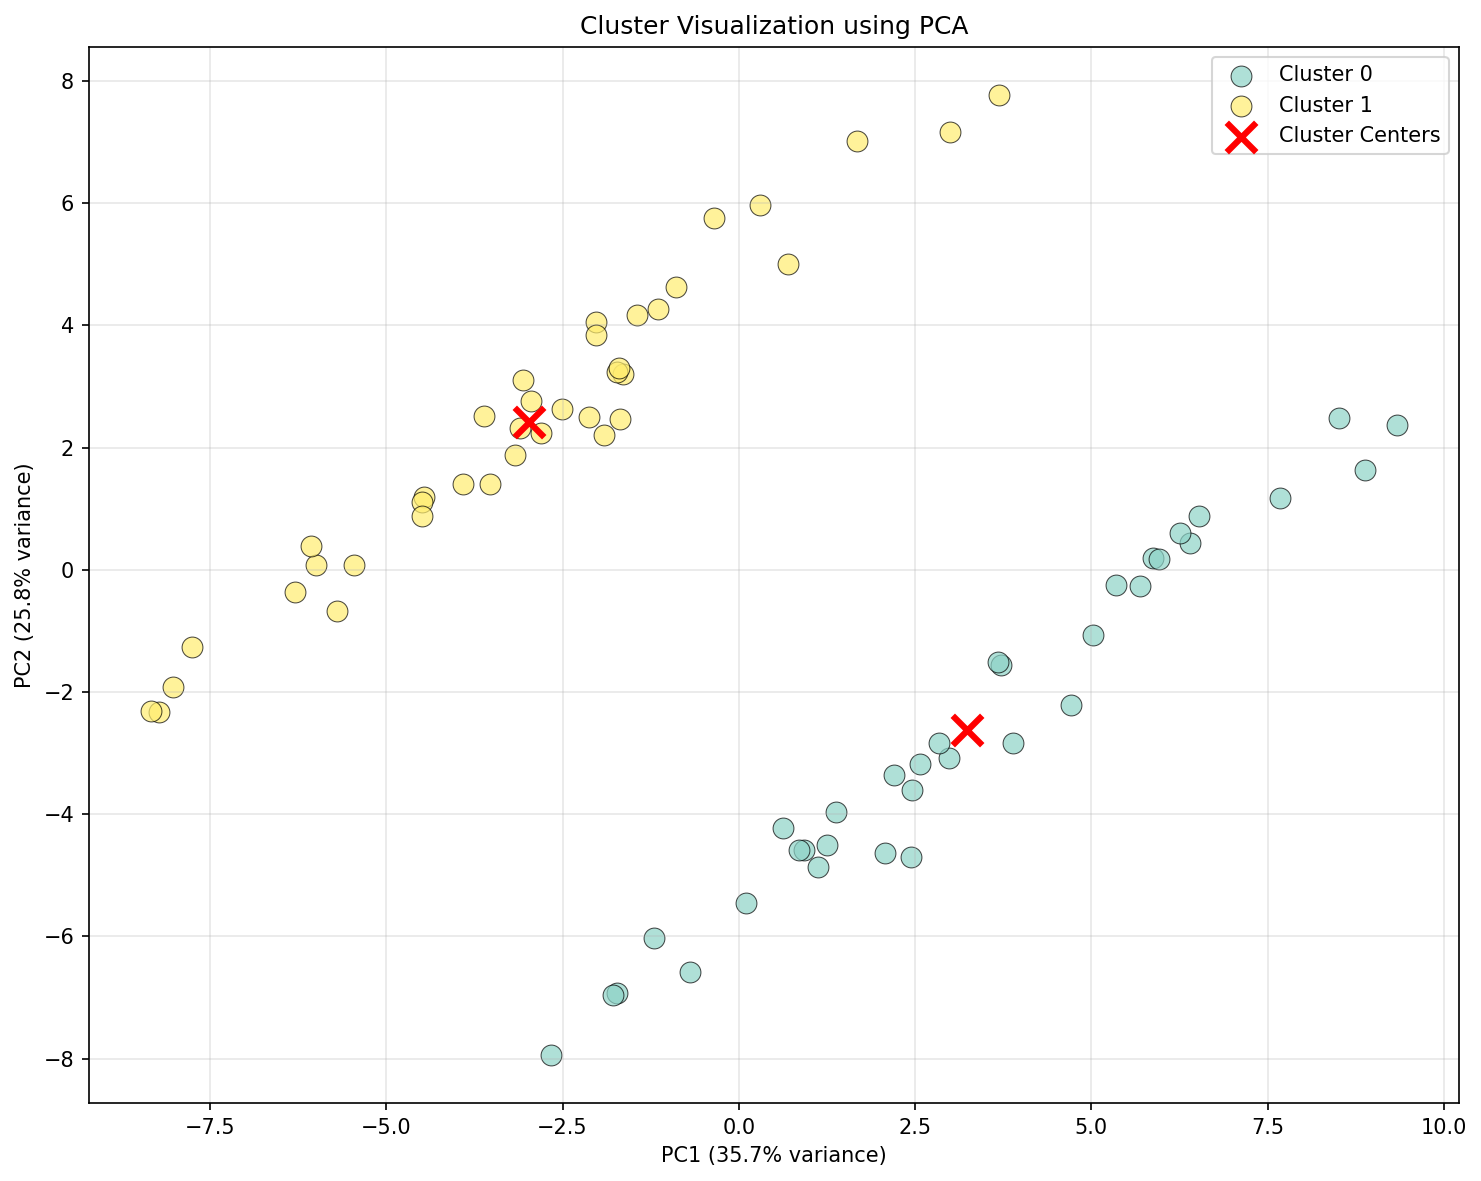 Cluster Visualization using PCA
Cluster 0
Cluster 1
Cluster Centers
8
6
4
2
0
−2
−4
−6
−8
PC2 (25.8% variance)
−7.5 −5.0 −2.5 0.0 2.5 5.0 7.5 10.0
PC1 (35.7% variance)